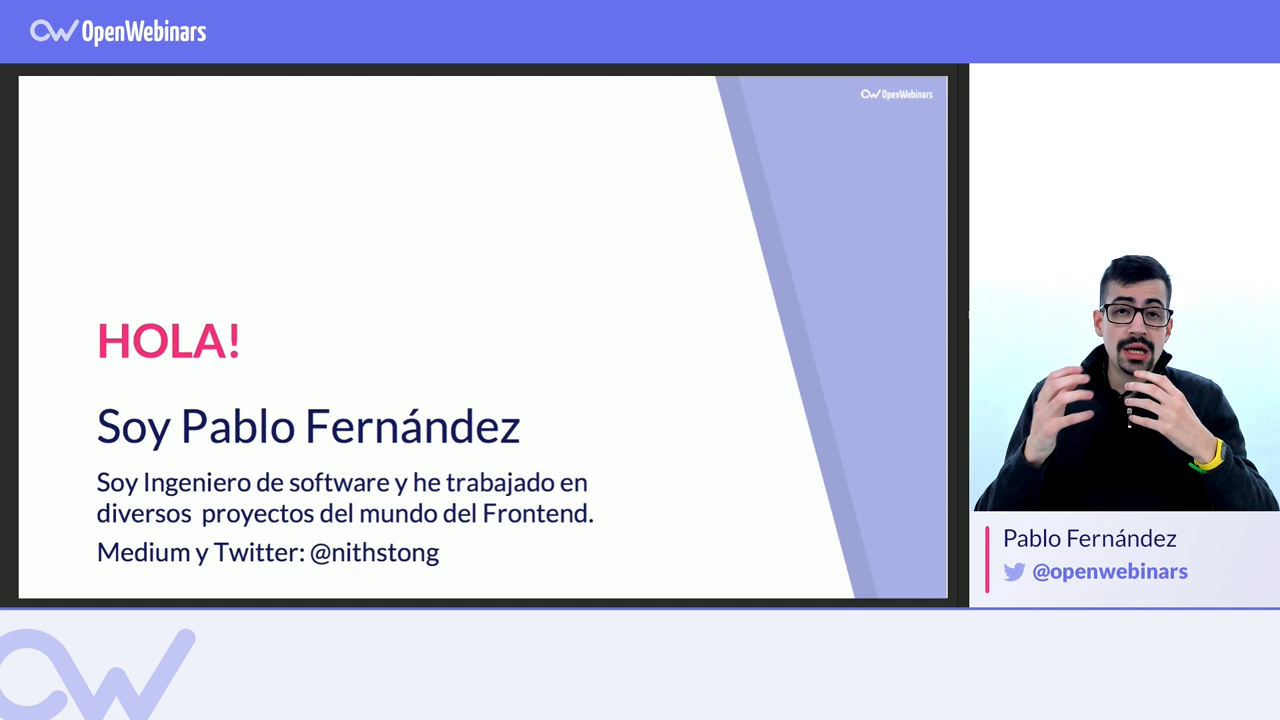 OpenWebinars
OpenWebinars
HOLA!
Soy Pablo Fernández
Soy Ingeniero de software y he trabajado en
diversos proyectos del mundo del Frontend.
Medium y Twitter: @nithstong
Pablo Fernández
@openwebinars